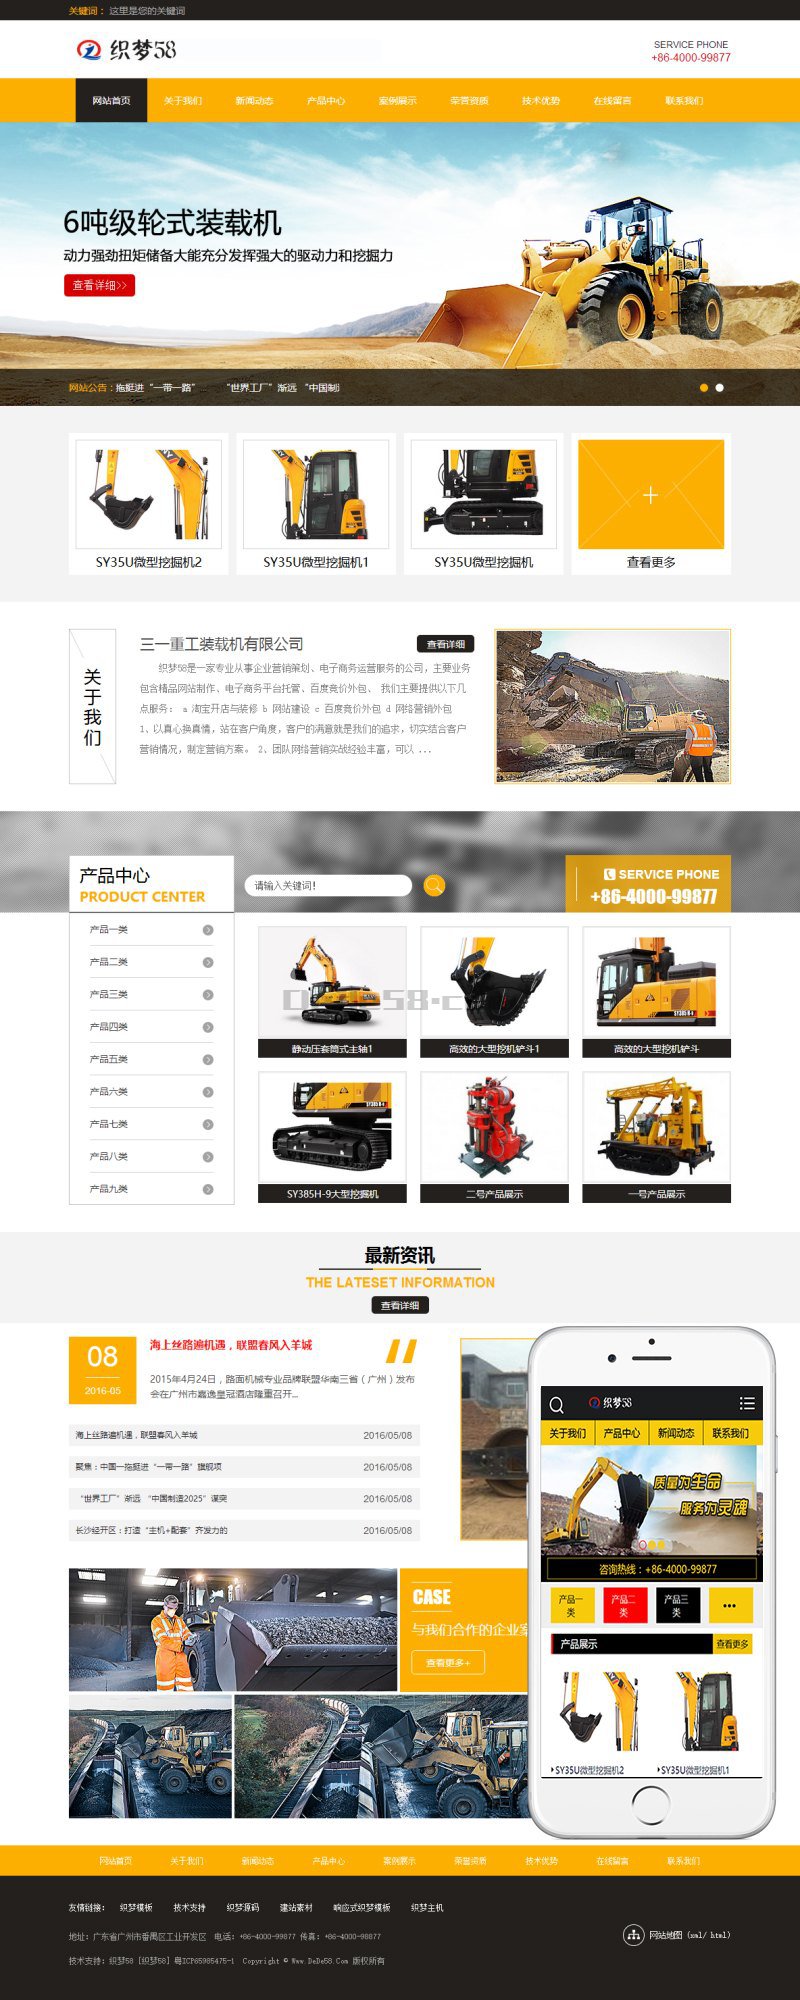 关键词： 这里是您的关键词
织梦58
SERVICE PHONE
+86-4000-99877
网站首页 关于我们 新闻动态 产品中心 案例展示 荣誉资质 技术优势 在线留言 联系我们
6吨级轮式装载机
动力强劲扭矩储备大能充分发挥强大的驱动力和挖掘力
查看详细>>
网站公告：拖挺进“一带一路”... “世界工厂”渐远 “中国制
SY35U微型挖掘机2
SY35U微型挖掘机1
SY35U微型挖掘机
查看更多
关于我们
三一重工装载机有限公司
查看详细
织梦58是一家专业从事企业营销策划、电子商务运营服务的公司，主要业务
包含精品网站制作、电子商务平台托管、百度竞价外包、 我们主要提供以下几
点服务： a 淘宝开店与装修 b 网站建设 c 百度竞价外包 d 网络营销外包
1、以真心换真情，站在客户角度，客户的满意就是我们的追求，切实结合客户
营销情况，制定营销方案。 2、团队网络营销实战经验丰富，可以 ...
产品中心
PRODUCT CENTER
请输入关键词!
SERVICE PHONE
+86-4000-99877
产品一类
产品二类
产品三类
产品四类
产品五类
产品六类
产品七类
产品八类
产品九类
静动压套筒式主轴1
高效的大型挖机铲斗1
高效的大型挖机铲斗
SY385H-9大型挖掘机
二号产品展示
一号产品展示
最新资讯
THE LATESET INFORMATION
查看详细
08
2016-05
海上丝路遍机遇，联盟春风入羊城
2015年4月24日，路面机械专业品牌联盟华南三省（广州）发布
会在广州市嘉逸皇冠酒店隆重召开...
海上丝路遍机遇，联盟春风入羊城 2016/05/08
聚焦：中国一拖挺进“一带一路”旗舰项 2016/05/08
“世界工厂”渐远 “中国制造2025”谋突 2016/05/08
长沙经开区：打造“主机+配套”齐发力的 2016/05/08
CASE
与我们合作的企业案
查看更多+
织梦58
关于我们 产品中心 新闻动态 联系我们
质量为生命
服务为灵魂
咨询热线：+86-4000-99877
产品一类
产品二类
产品三类
•••
产品展示
查看更多
SY35U微型挖掘机2
SY35U微型挖掘机1
网站首页 关于我们 新闻动态 产品中心 案例展示 荣誉资质 技术优势 在线留言 联系我们
友情链接： 织梦模板 技术支持 织梦源码 建站素材 响应式织梦模板 织梦主机
地址：广东省广州市番禺区工业开发区 电话：+86-4000-99877 传真：+86-4000-98877
技术支持：织梦58 [织梦58] 粤ICP65985475-1 Copyright © Www.DeDe58.Com 版权所有
网站地图 (xml/ html)